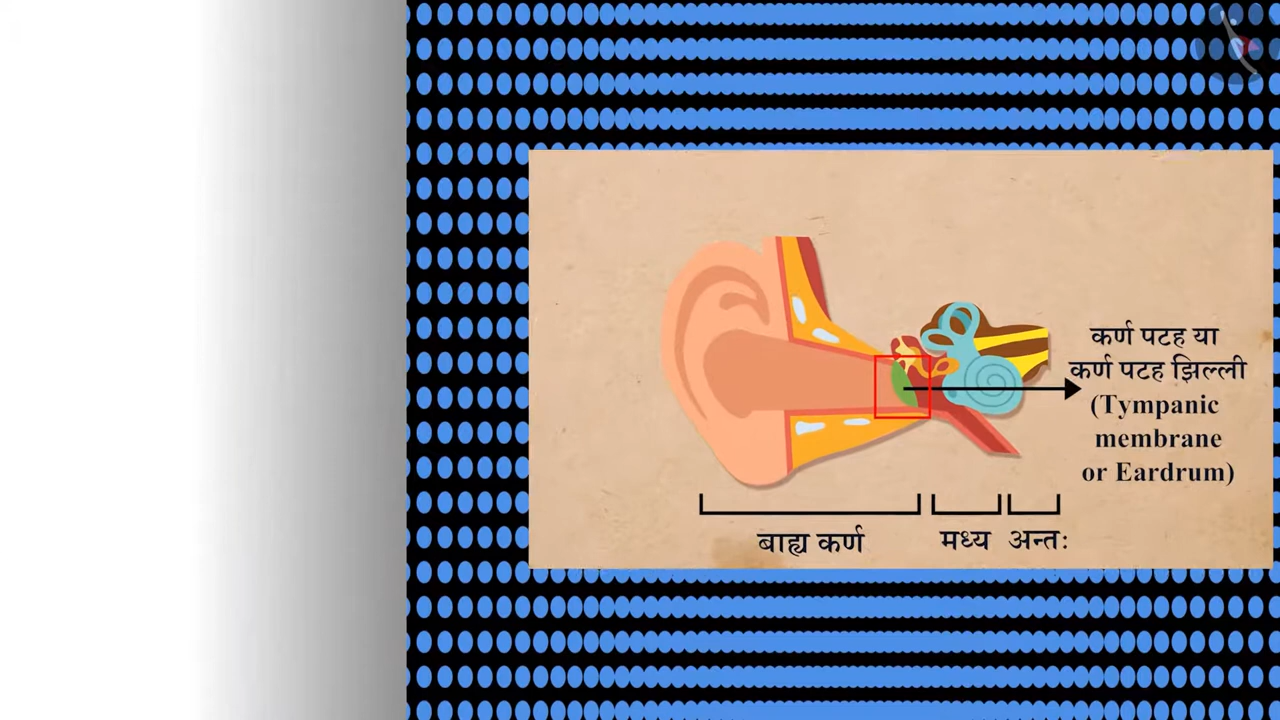 कर्ण पटह या
कर्ण पटह झिल्ली
(Tympanic
membrane
or Eardrum)
बाह्य कर्ण
मध्य
अन्तः